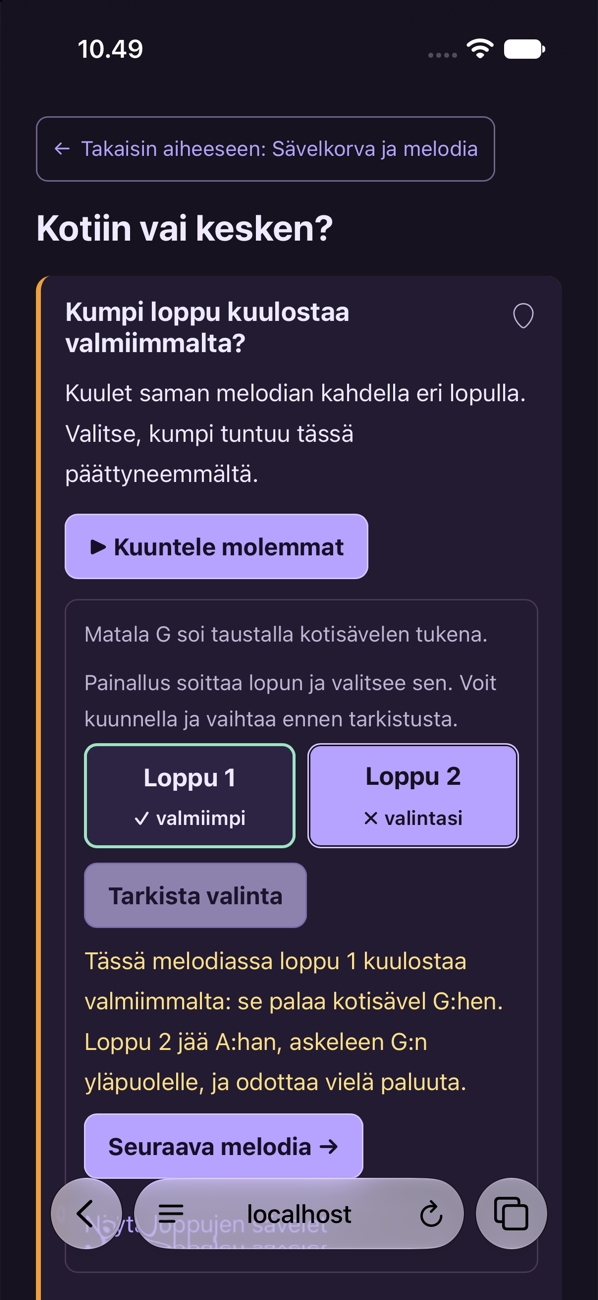 10.49
← Takaisin aiheeseen: Sävelkorva ja melodia
Kotiin vai kesken?
Kumpi loppu kuulostaa
valmiimmalta?
Kuulet saman melodian kahdella eri lopulla.
Valitse, kumpi tuntuu tässä
päättyneemmältä.
▶ Kuuntele molemmat
Matala G soi taustalla kotisävelen tukena.
Painallus soittaa lopun ja valitsee sen. Voit
kuunnella ja vaihtaa ennen tarkistusta.
Loppu 1
✓ valmiimpi
Loppu 2
✕ valintasi
Tarkista valinta
Tässä melodiassa loppu 1 kuulostaa
valmiimmalta: se palaa kotisävel G:hen.
Loppu 2 jää A:han, askeleen G:n
yläpuolelle, ja odottaa vielä paluuta.
Seuraava melodia →
localhost